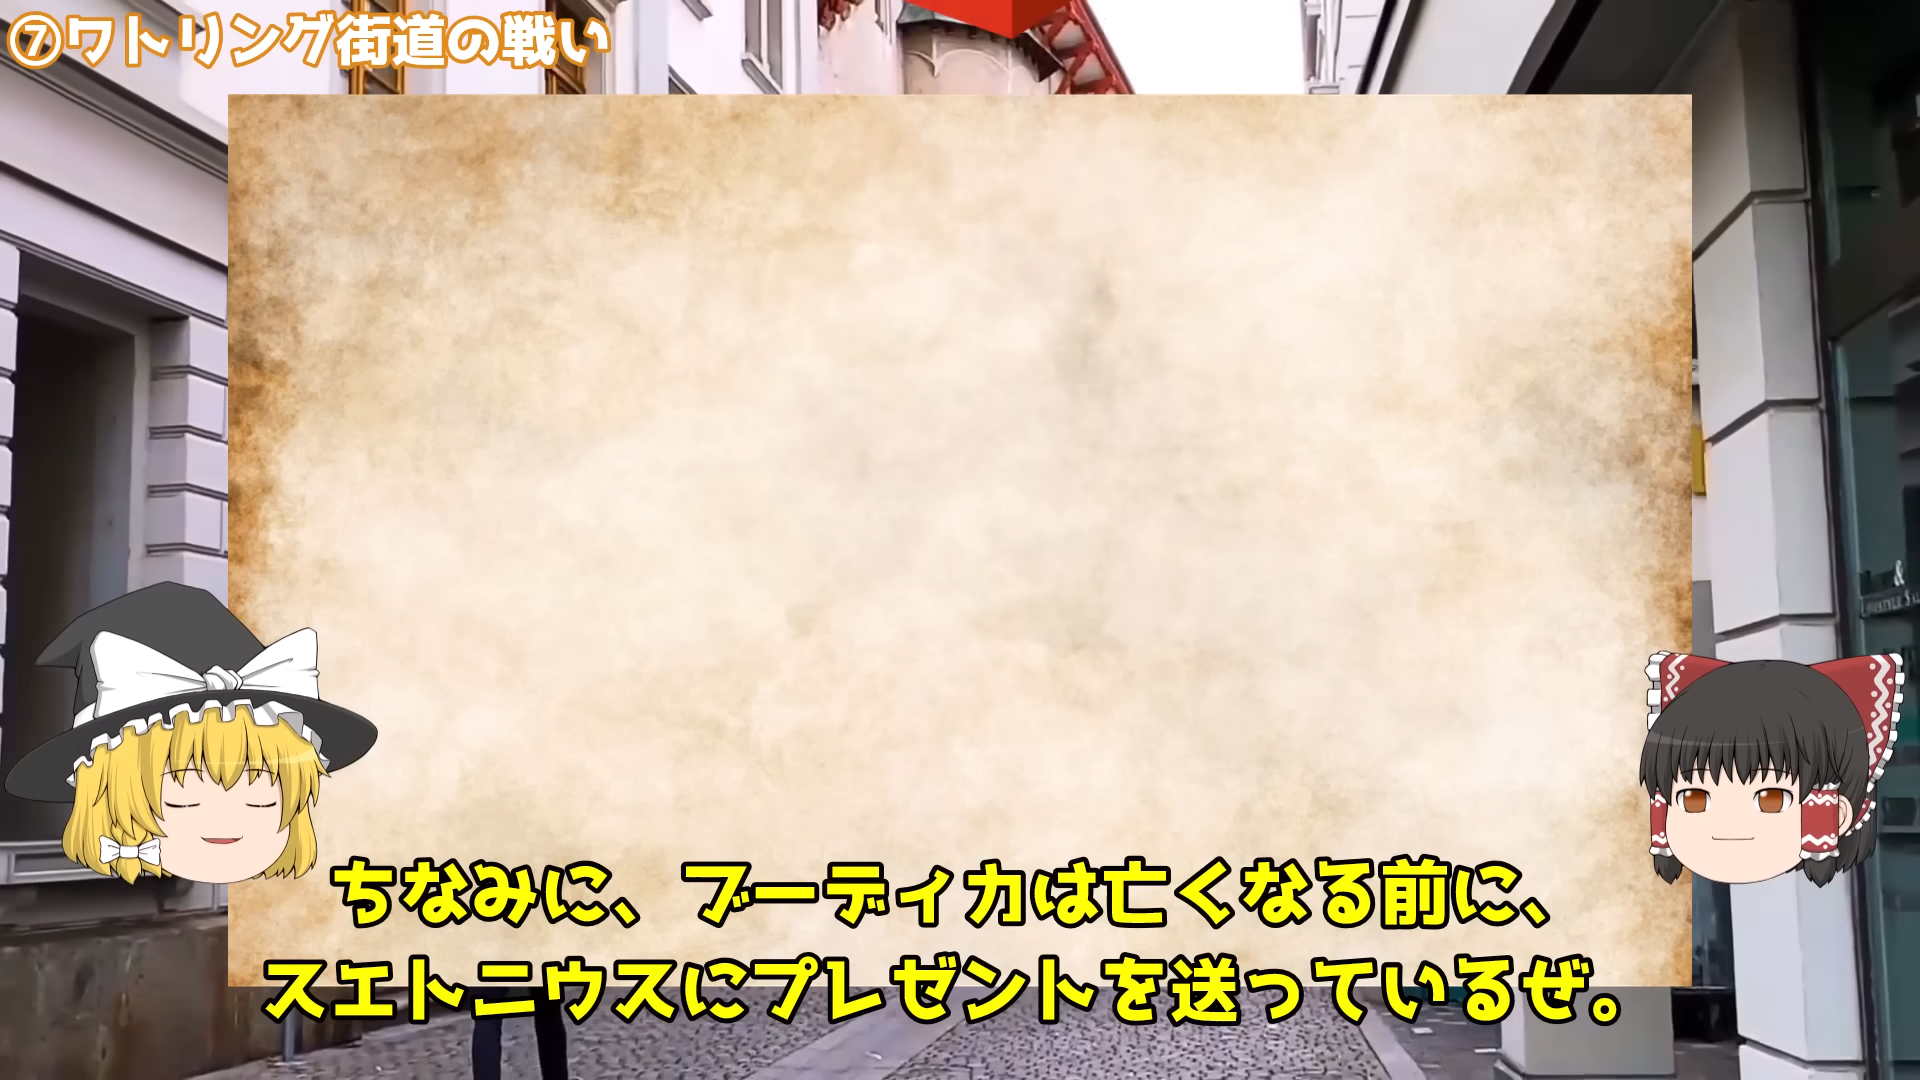 ⑦ワトリング街道の戦い
&
ちなみに、ブーディカは亡くなる前に、
スエトニウスにプレゼントを送っているぜ。